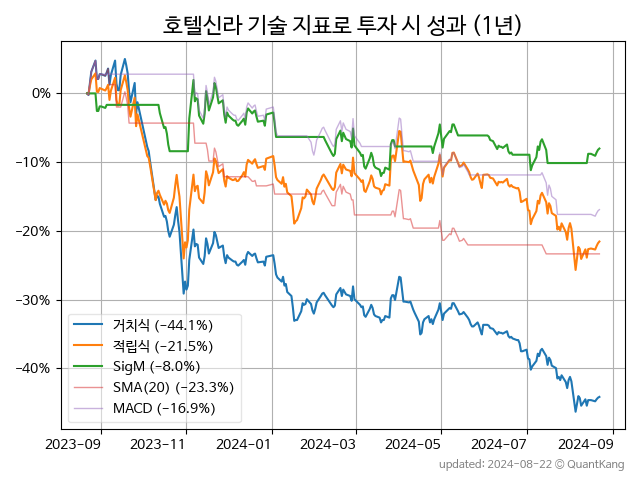 호텔신라 기술 지표로 투자 시 성과 (1년)
0%
−10%
−20%
−30%
−40%
거치식 (−44.1%)
적립식 (−21.5%)
SigM (−8.0%)
SMA(20) (−23.3%)
MACD (−16.9%)
2023-09 2023-11 2024-01 2024-03 2024-05 2024-07 2024-09
updated: 2024-08-22 © QuantKang